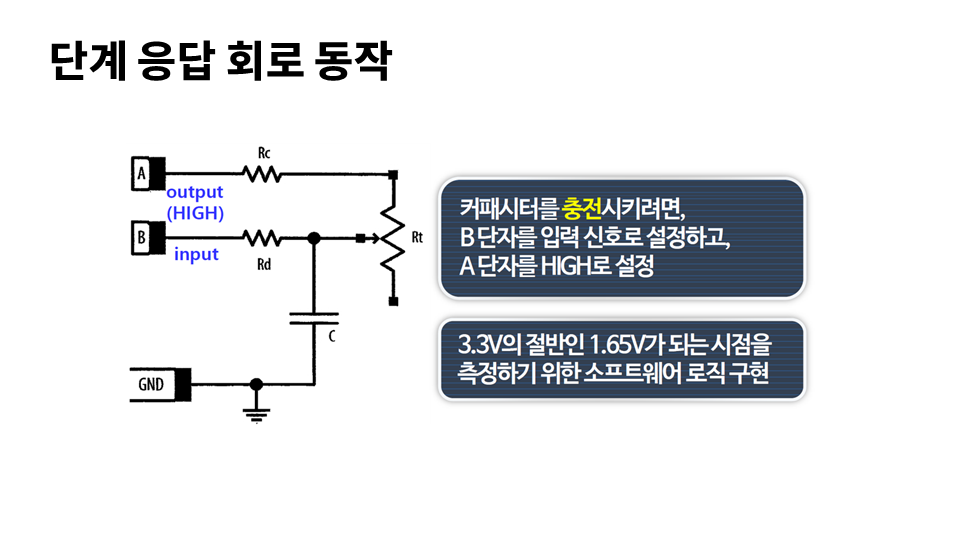 단계 응답 회로 동작
Rc
A
output
(HIGH)
B
input
Rd
Rt
C
GND
커패시터를 충전시키려면,
B 단자를 입력 신호로 설정하고,
A 단자를 HIGH로 설정
3.3V의 절반인 1.65V가 되는 시점을
측정하기 위한 소프트웨어 로직 구현